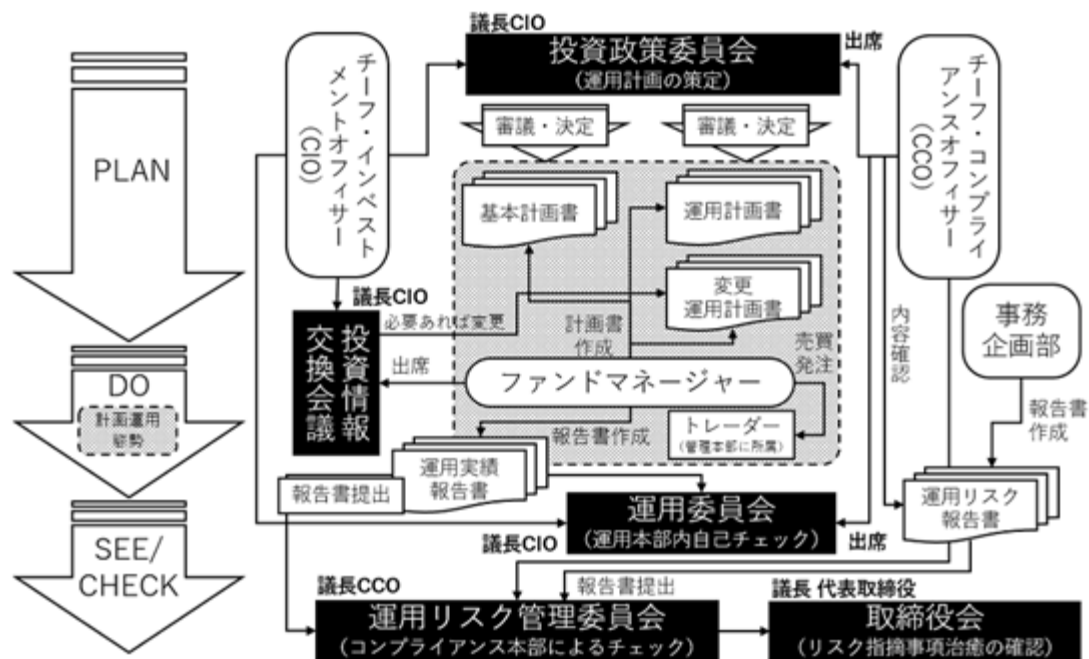 議長CIO
投資政策委員会
(運用計画の策定)
出席
チーフ・インベスト
メントオフィサー
(CIO)
チーフ・コンプライ
アンスオフィサー
(CCO)
PLAN
審議・決定
審議・決定
基本計画書
運用計画書
変更
運用計画書
議長CIO
必要あれば変更
投資情報
交換会議
計画書
作成
売買
発注
内容確認
事務
企画部
出席
ファンドマネージャー
DO
計画運用
姿勢
報告書作成
トレーダー
(管理本部に所属)
報告書
作成
運用実績
報告書
報告書提出
運用リスク
報告書
運用委員会
(運用本部内自己チェック)
議長CIO
出席
SEE/
CHECK
議長CCO
報告書提出
議長 代表取締役
運用リスク管理委員会
(コンプライアンス本部によるチェック)
取締役会
(リスク指摘事項治癒の確認)